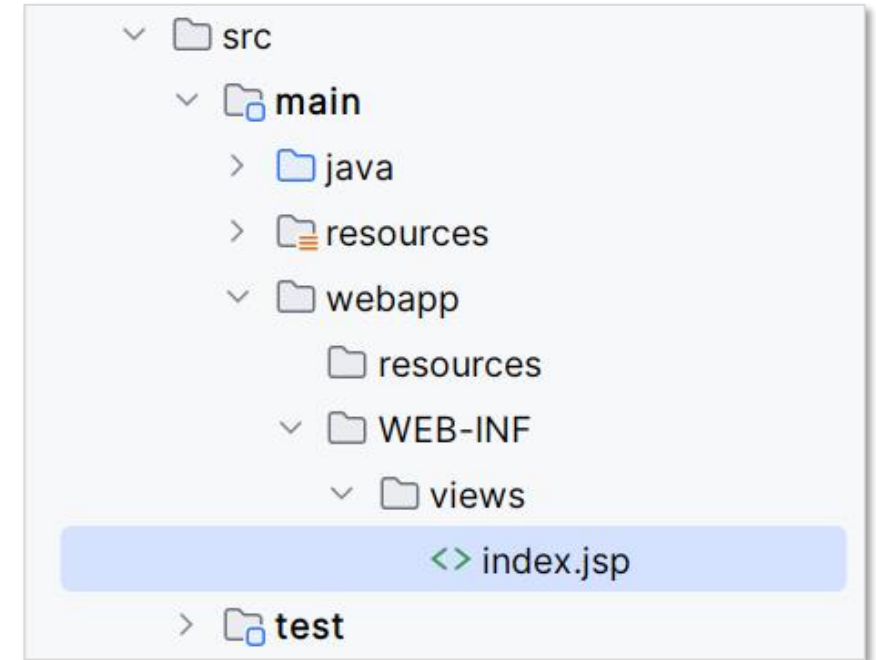 src
main
java
resources
webapp
resources
WEB-INF
views
index.jsp
test